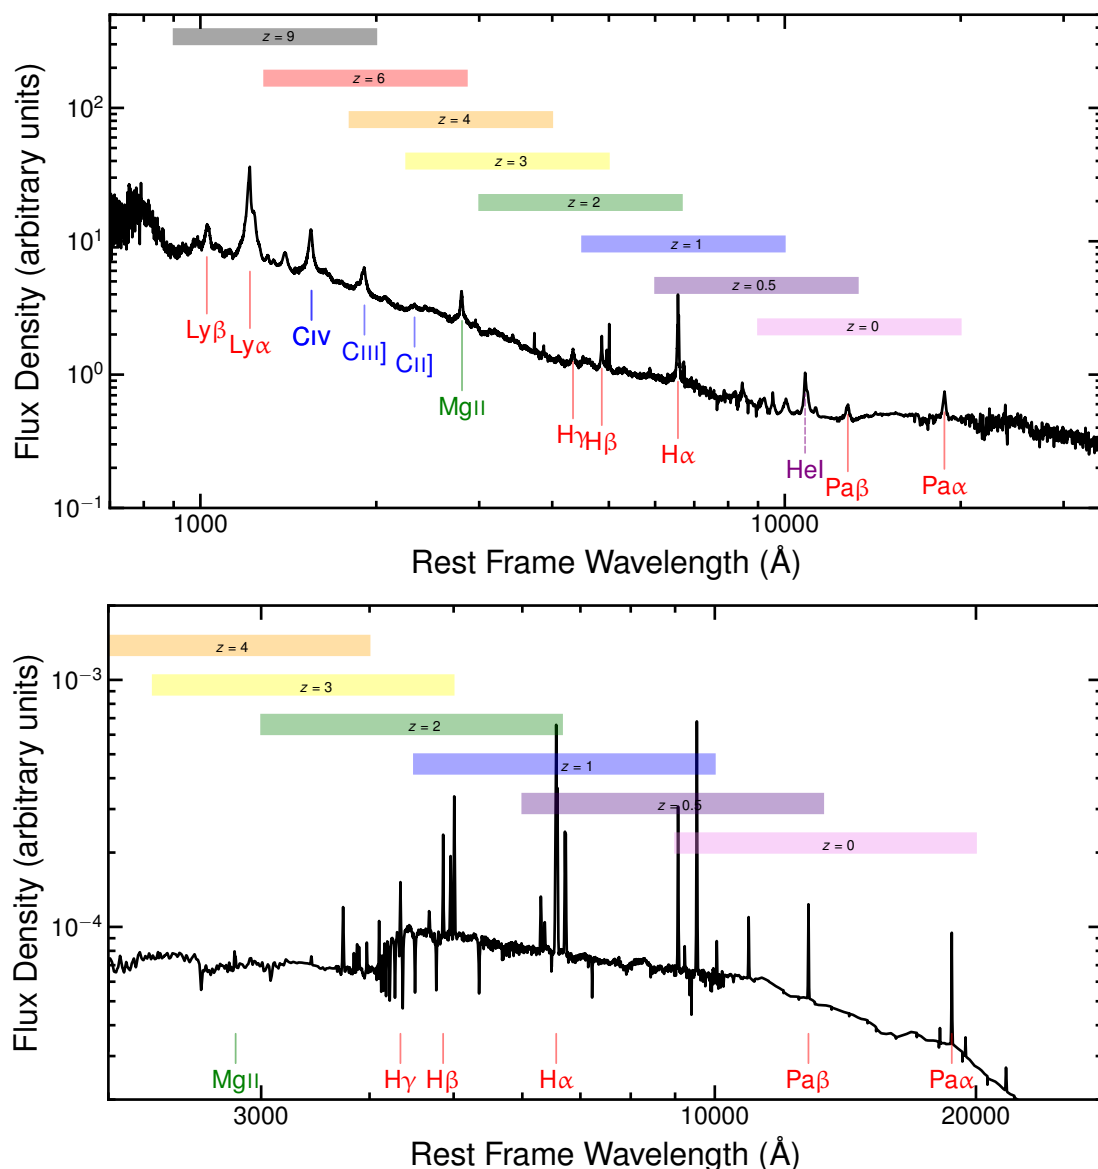 z = 9
z = 6
z = 4
z = 3
z = 2
z = 1
z = 0.5
z = 0
10²
10¹
10⁰
10⁻¹
Flux Density (arbitrary units)
Lyβ
Lyα
CIV
CIII]
CII]
MgII
Hγ
Hβ
Hα
HeI
Paβ
Paα
1000
10000
Rest Frame Wavelength (Å)
z = 4
z = 3
z = 2
z = 1
z = 0.5
z = 0
10⁻³
10⁻⁴
Flux Density (arbitrary units)
MgII
Hγ
Hβ
Hα
Paβ
Paα
3000
10000
20000
Rest Frame Wavelength (Å)